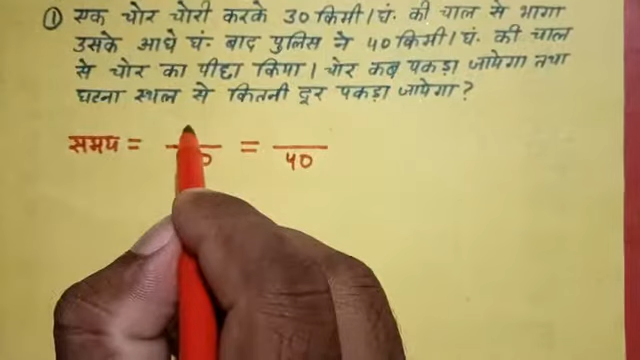 ① एक चोर चोरी करके 30 किमी/घं. की चाल से भागा
उसके आधे घं. बाद पुलिस ने 40 किमी/घं. की चाल
से चोर का पीछा किया। चोर कब पकड़ा जायेगा तथा
घटना स्थल से कितनी दूर पकड़ा जायेगा?
समय = ― = ―
40